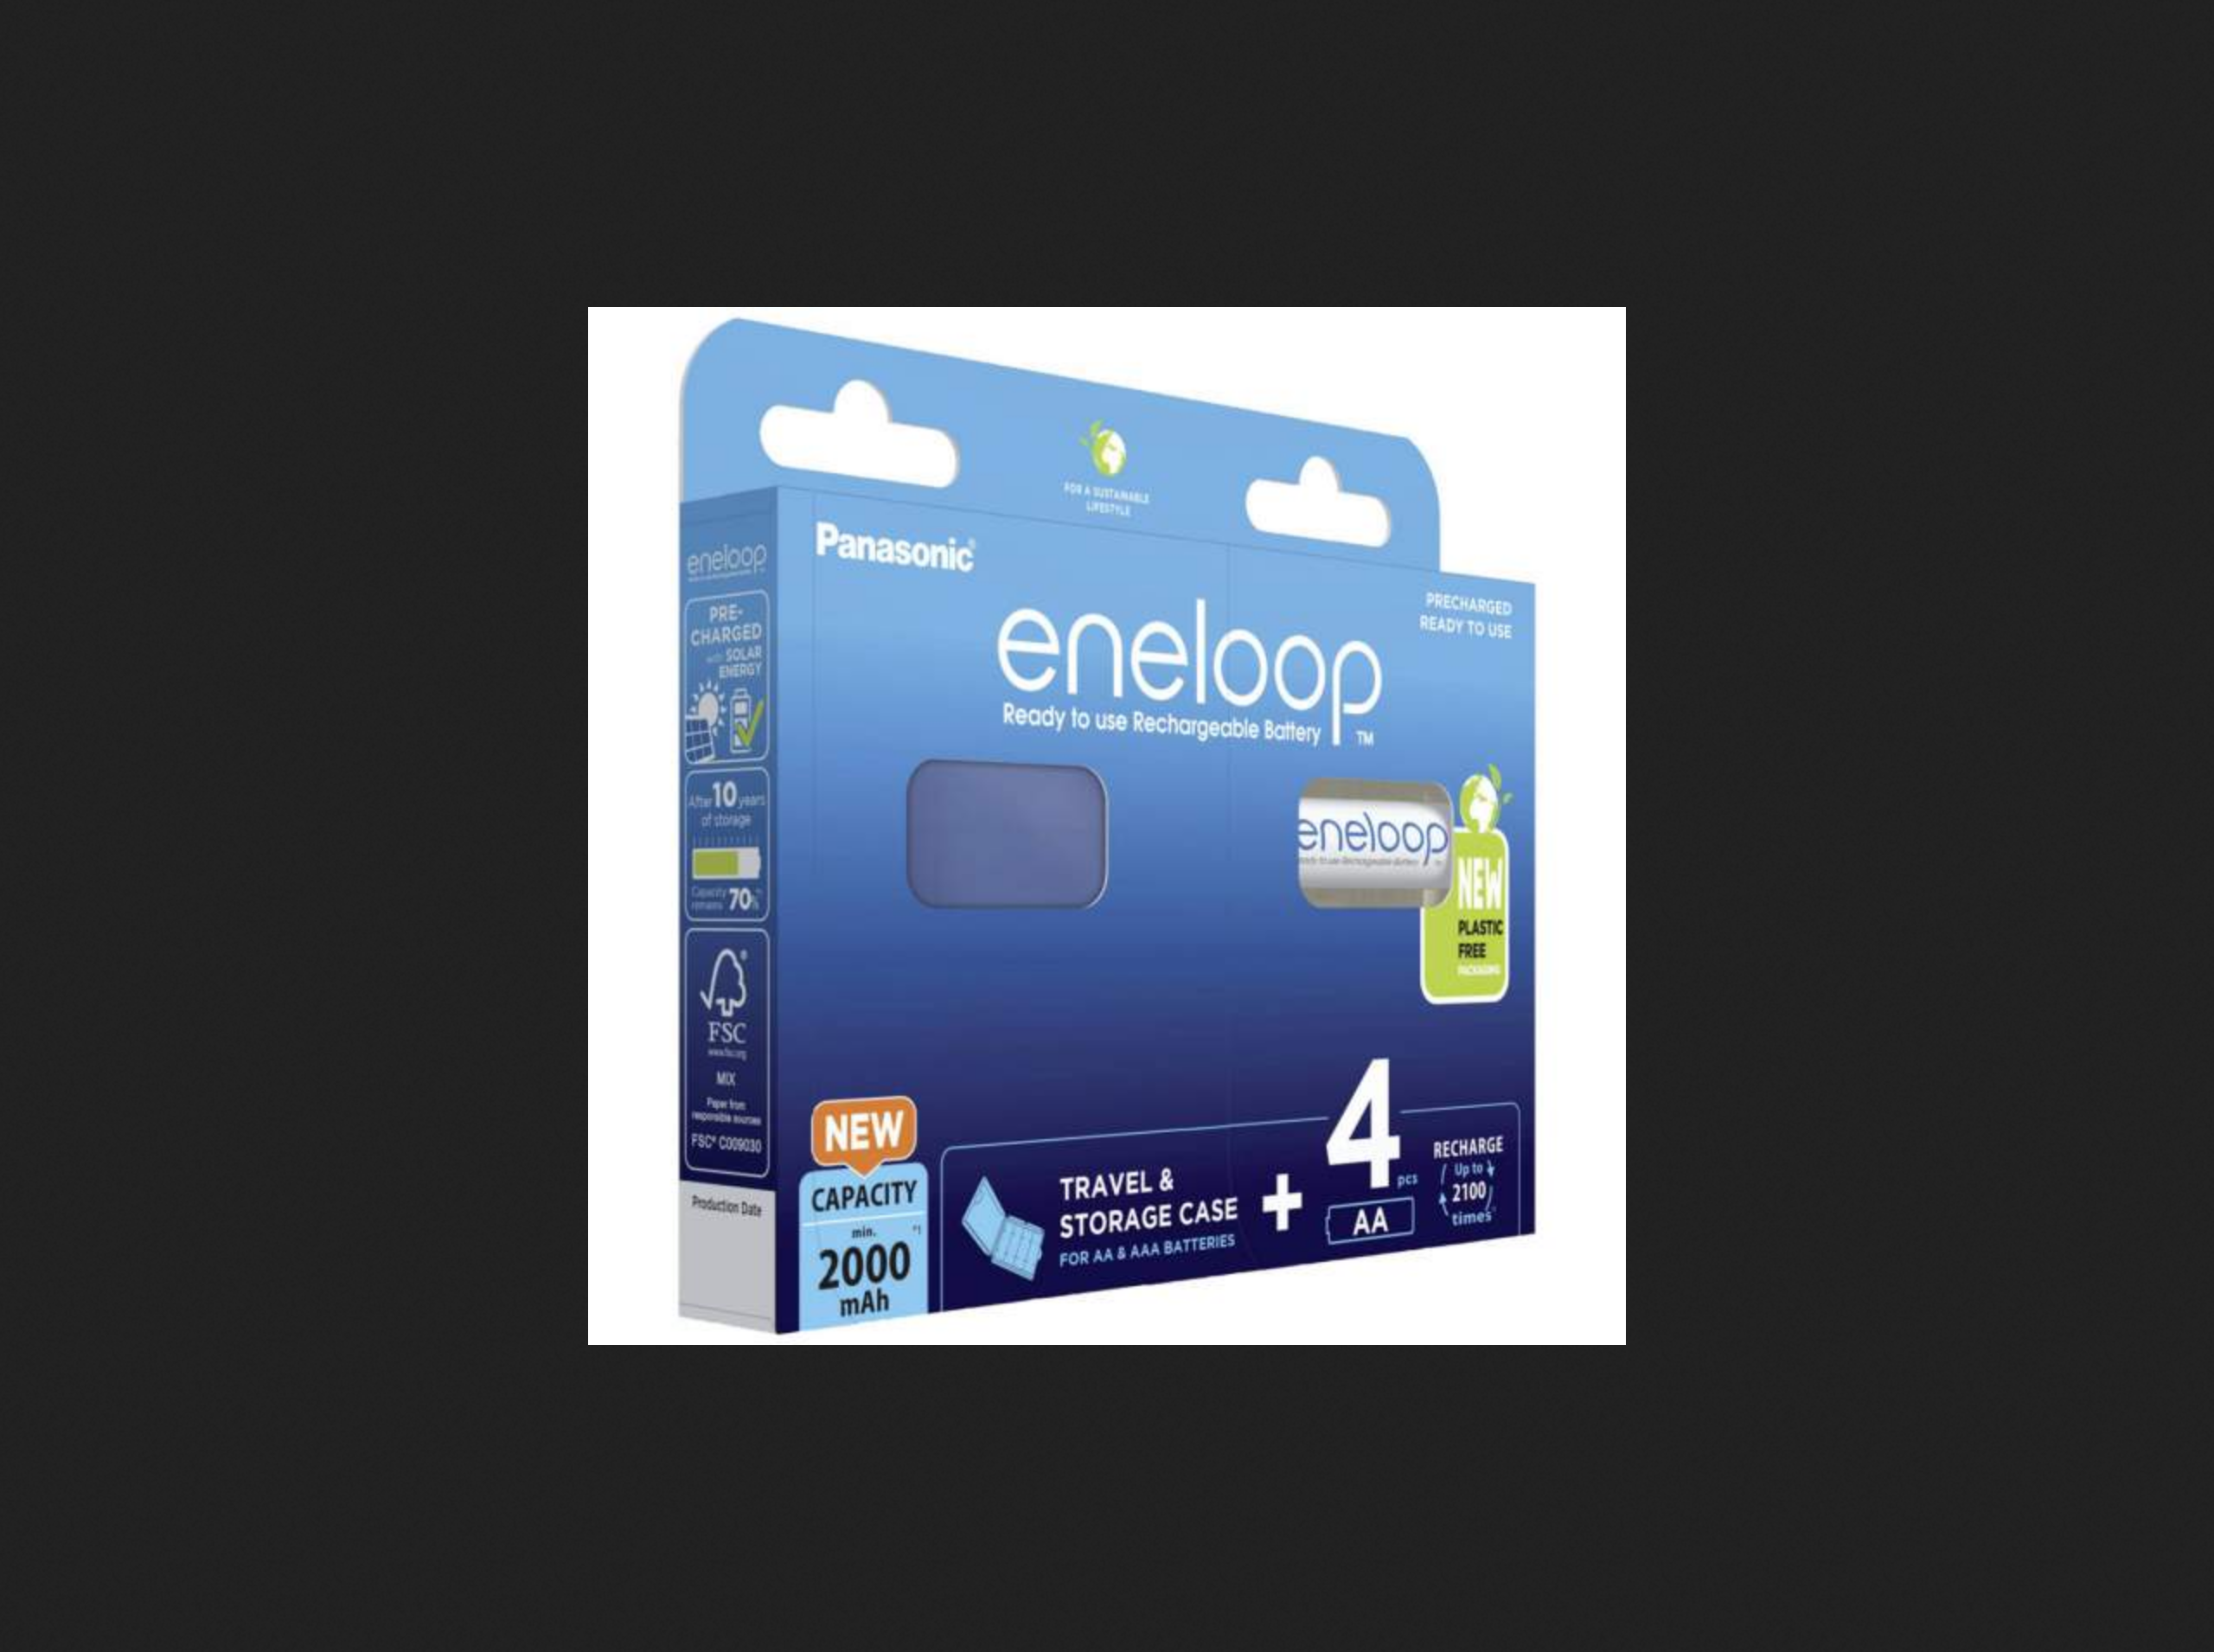 FOR A SUSTAINABLE
LIFESTYLE
Panasonic
PRECHARGED
READY TO USE
eneloop
Ready to use Rechargeable Battery
TM
eneloop
NEW
PLASTIC
FREE
PACKAGING
NEW
CAPACITY
min. *1
2000
mAh
TRAVEL &
STORAGE CASE
FOR AA & AAA BATTERIES
+
4
pcs
AA
RECHARGE
Up to
2100
times
eneloop
PRE-
CHARGED
with SOLAR
ENERGY
After 10 years
of storage
Capacity
remains 70%
FSC
www.fsc.org
MIX
Paper from
responsible sources
FSC® C009030
Production Date